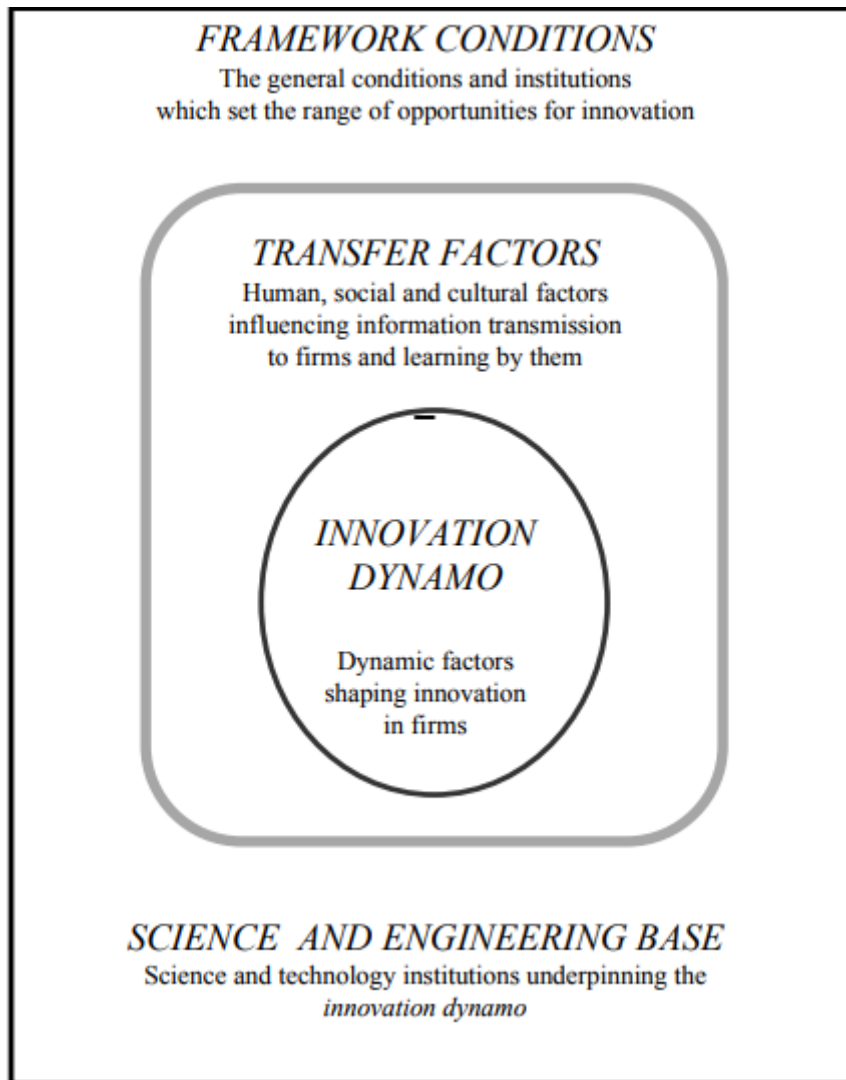 FRAMEWORK CONDITIONS
The general conditions and institutions
which set the range of opportunities for innovation
TRANSFER FACTORS
Human, social and cultural factors
influencing information transmission
to firms and learning by them
INNOVATION
DYNAMO
Dynamic factors
shaping innovation
in firms
SCIENCE AND ENGINEERING BASE
Science and technology institutions underpinning the
innovation dynamo